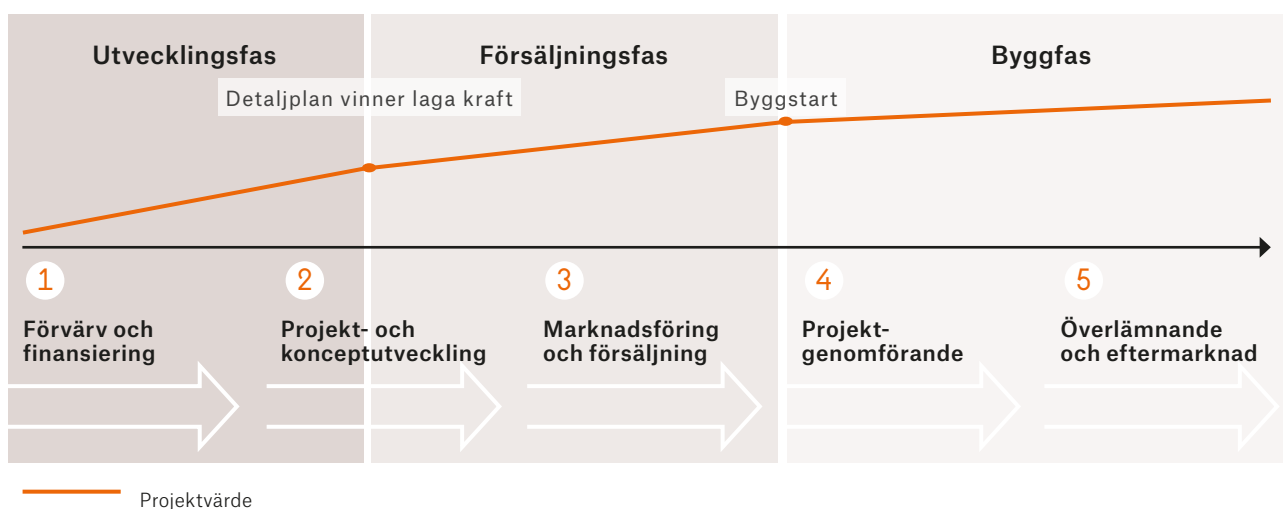 Utvecklingsfas
Försäljningsfas
Byggfas
Detaljplan vinner laga kraft
Byggstart
1
2
3
4
5
Förvärv och
finansiering
Projekt- och
konceptutveckling
Marknadsföring
och försäljning
Projekt-
genomförande
Överlämnande
och eftermarknad
Projektvärde